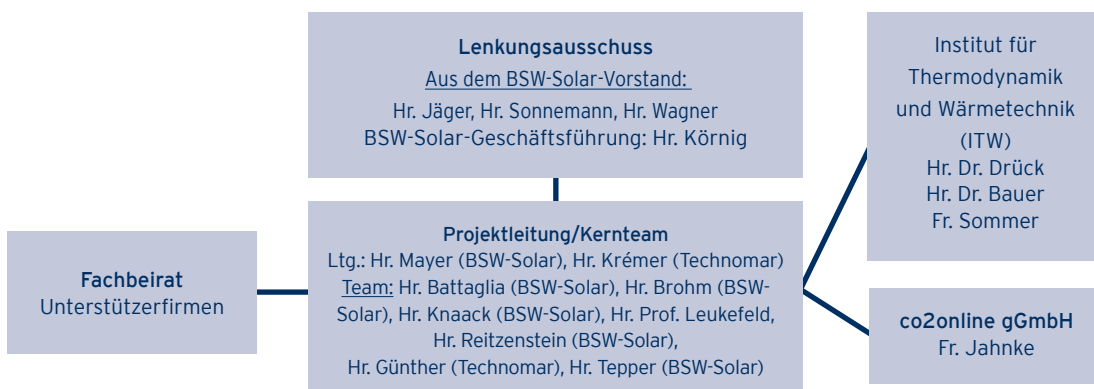 Lenkungsausschuss
Aus dem BSW-Solar-Vorstand:
Hr. Jäger, Hr. Sonnemann, Hr. Wagner
BSW-Solar-Geschäftsführung: Hr. Körnig
Institut für
Thermodynamik
und Wärmetechnik
(ITW)
Hr. Dr. Drück
Hr. Dr. Bauer
Fr. Sommer
Fachbeirat
Unterstützerfirmen
Projektleitung/Kernteam
Ltg.: Hr. Mayer (BSW-Solar), Hr. Krémer (Technomar)
Team: Hr. Battaglia (BSW-Solar), Hr. Brohm (BSW-
Solar), Hr. Knaack (BSW-Solar), Hr. Prof. Leukefeld,
Hr. Reitzenstein (BSW-Solar),
Hr. Günther (Technomar), Hr. Tepper (BSW-Solar)
co2online gGmbH
Fr. Jahnke